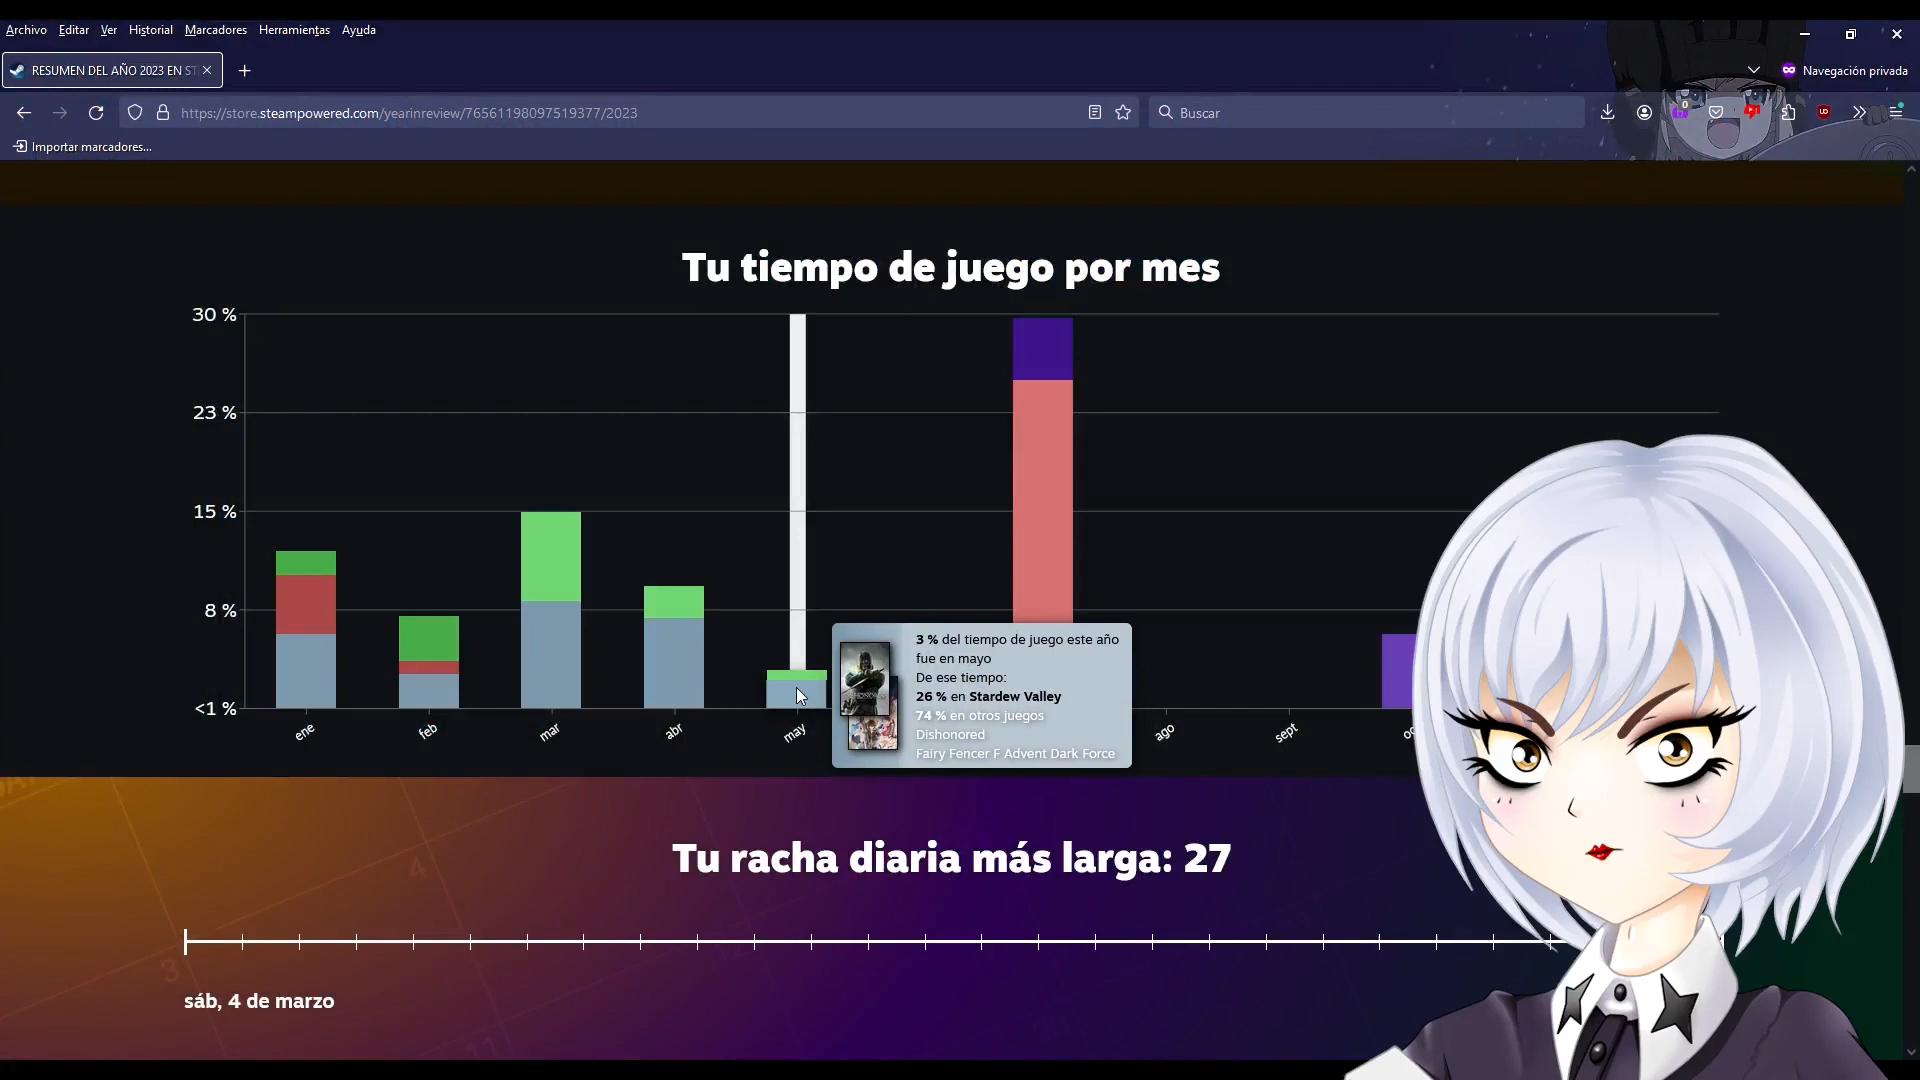 Archivo Editar Ver Historial Marcadores Herramientas Ayuda
RESUMEN DEL AÑO 2023 EN ST
Navegación privada
https://store.steampowered.com/yearinreview/76561198097519377/2023
Buscar
0
Importar marcadores...
Tu tiempo de juego por mes
30 %
23 %
15 %
8 %
<1 %
ene feb mar abr may ago sept
3 % del tiempo de juego este año
fue en mayo
De ese tiempo:
26 % en Stardew Valley
74 % en otros juegos
Dishonored
Fairy Fencer F Advent Dark Force
Tu racha diaria más larga: 27
sáb, 4 de marzo